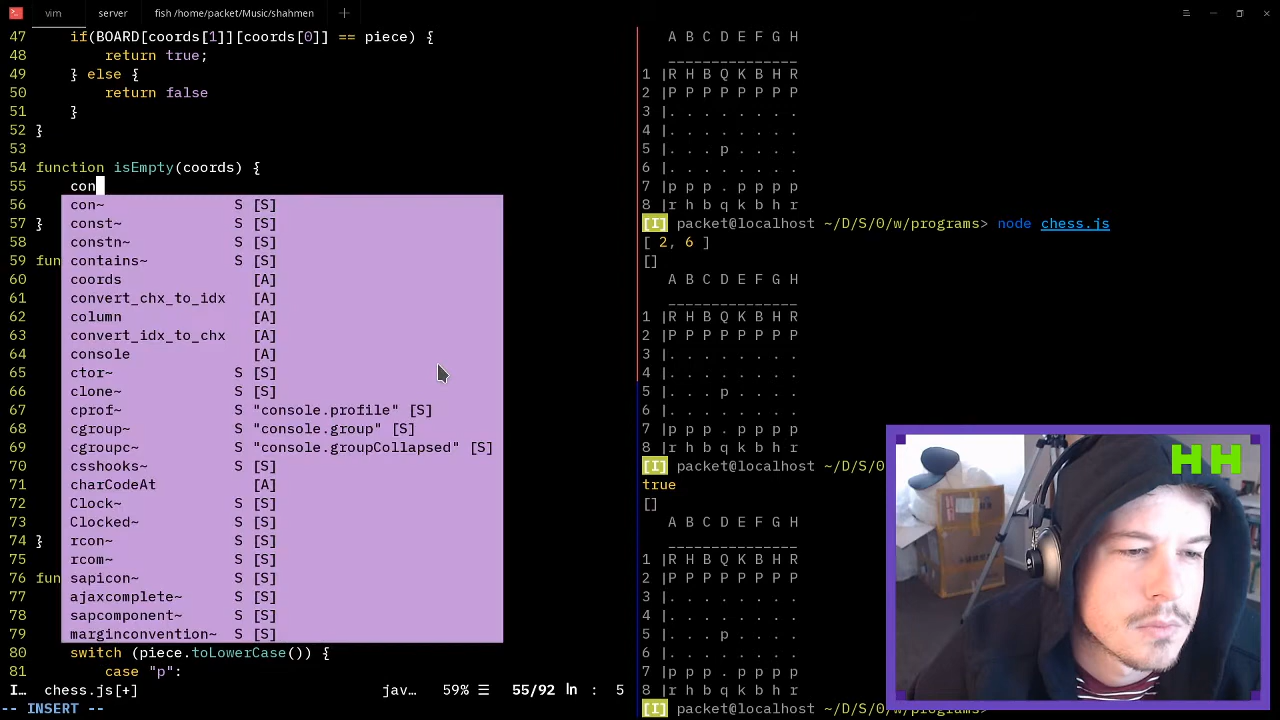 vim server fish /home/packet/Music/shahmen
47 if(BOARD[coords[1]][coords[0]] == piece) {
48 return true;
49 } else {
50 return false
51 }
52 }
53
54 function isEmpty(coords) {
55 con
56 con~ S [S]
57 } const~ S [S]
58 constn~ S [S]
59 fun contains~ S [S]
60 coords [A]
61 convert_chx_to_idx [A]
62 column [A]
63 convert_idx_to_chx [A]
64 console [A]
65 ctor~ S [S]
66 clone~ S [S]
67 cprof~ S "console.profile" [S]
68 cgroup~ S "console.group" [S]
69 cgroupc~ S "console.groupCollapsed" [S]
70 csshooks~ S [S]
71 charCodeAt [A]
72 Clock~ S [S]
73 Clocked~ S [S]
74 } rcon~ S [S]
75 rcom~ S [S]
76 fun sapicon~ S [S]
77 ajaxcomplete~ S [S]
78 sapcomponent~ S [S]
79 marginconvention~ S [S]
80 switch (piece.toLowerCase()) {
81 case "p":
I… chess.js[+] jav… 59% ☰ 55/92 ln : 5
-- INSERT --
A B C D E F G H
_______________
1 |R H B Q K B H R
2 |P P P P P P P P
3 |. . . . . . . .
4 |. . . . . . . .
5 |. . . p . . . .
6 |. . . . . . . .
7 |p p p . p p p p
8 |r h b q k b h r
[I] packet@localhost ~/D/S/0/w/programs> node chess.js
[ 2, 6 ]
[]
A B C D E F G H
_______________
1 |R H B Q K B H R
2 |P P P P P P P P
3 |. . . . . . . .
4 |. . . . . . . .
5 |. . . p . . . .
6 |. . . . . . . .
7 |p p p . p p p p
8 |r h b q k b h r
[I] packet@localhost ~/D/S/0
true
[]
A B C D E F G H
_______________
1 |R H B Q K B H R
2 |P P P P P P P P
3 |. . . . . . . .
4 |. . . . . . . .
5 |. . . p . . . .
6 |. . . . . . . .
7 |p p p . p p p p
8 |r h b q k b h r
[I] packet@localhost ~/D/S/0/w/programs>
HH